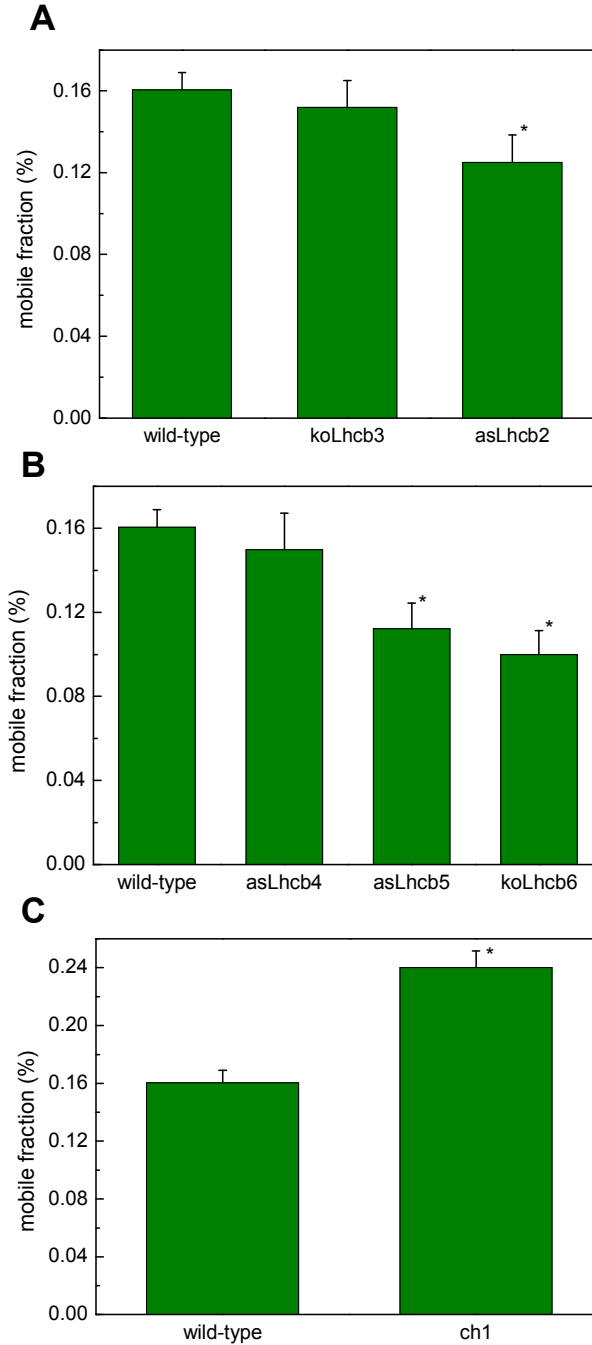 A
mobile fraction (%)
0.16
0.12
0.08
0.04
0.00
*
wild-type koLhcb3 asLhcb2
B
mobile fraction (%)
0.16
0.12
0.08
0.04
0.00
*
*
wild-type asLhcb4 asLhcb5 koLhcb6
C
mobile fraction (%)
0.24
0.20
0.16
0.12
0.08
0.04
0.00
*
wild-type ch1